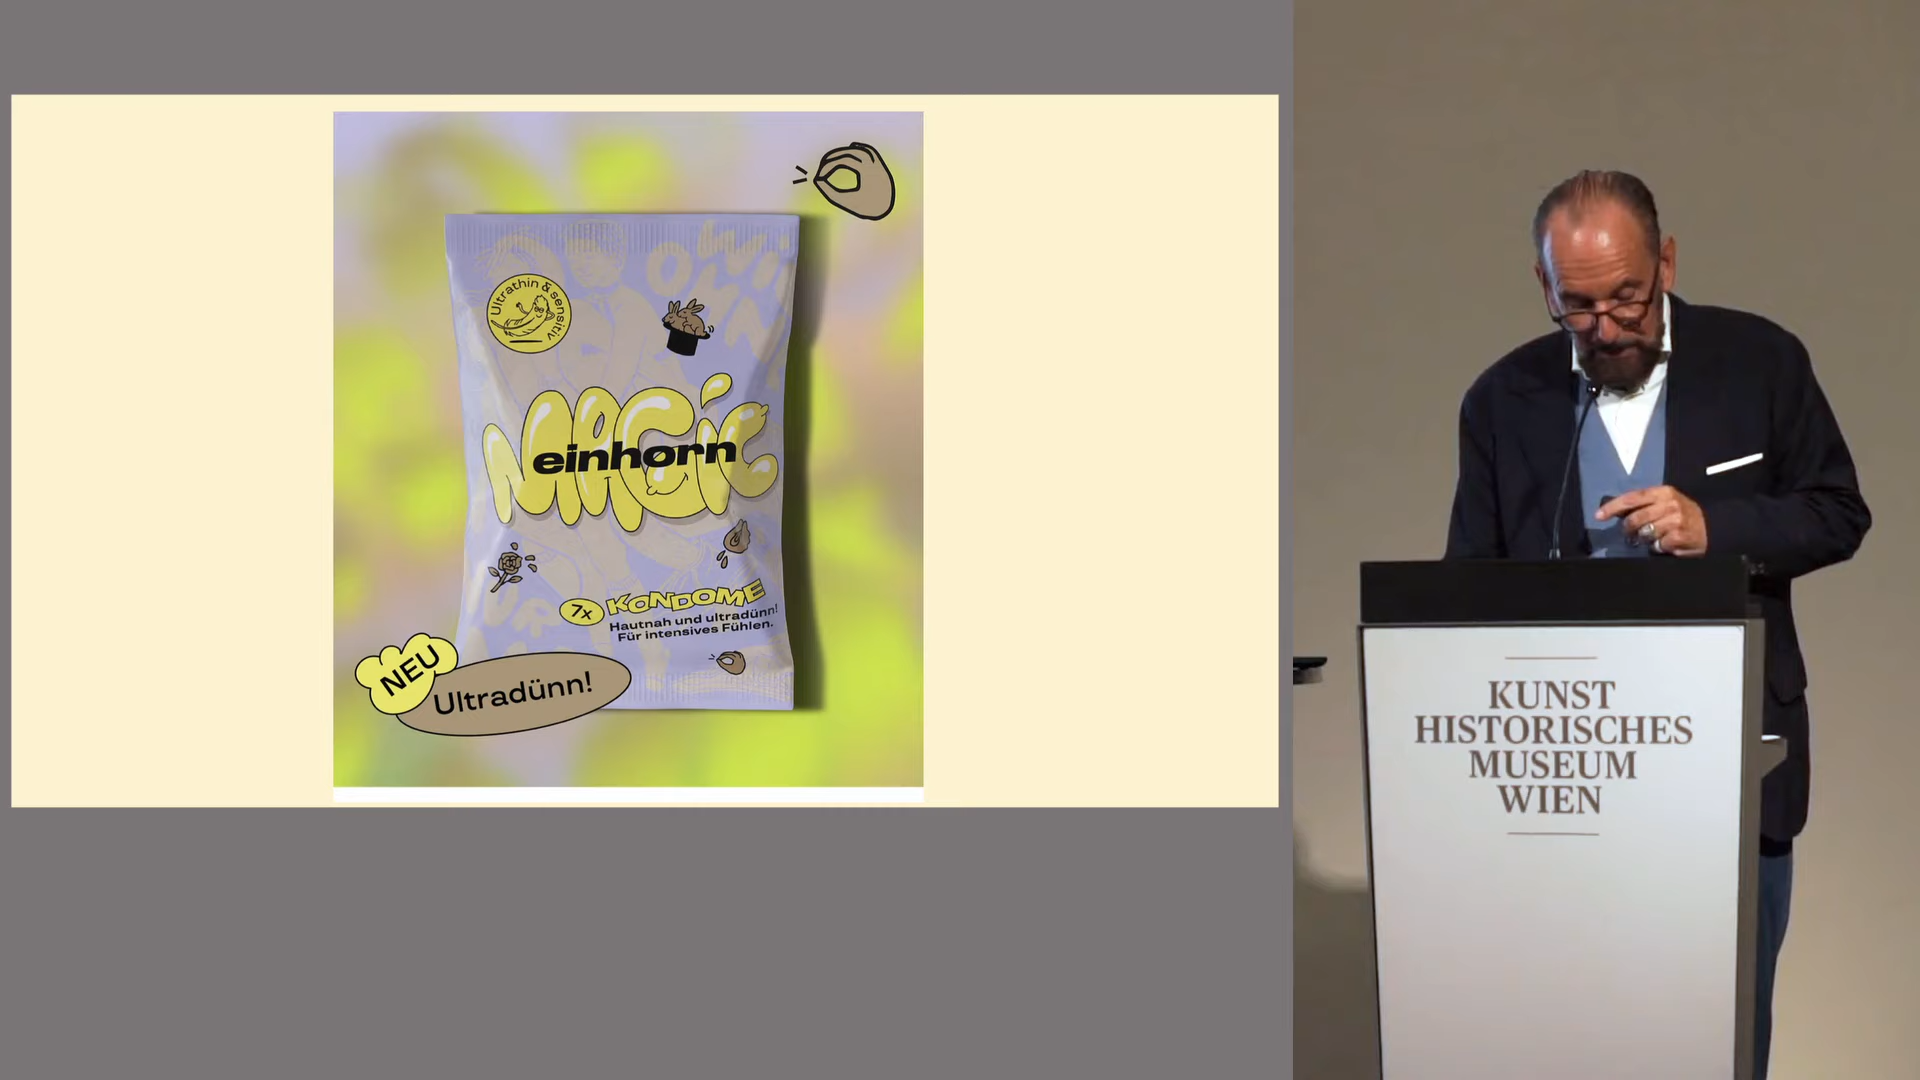 Ultrathin & sensitiv
MAGIC
einhorn
7x
KONDOME
Hautnah und ultradünn!
Für intensives Fühlen.
NEU
Ultradünn!
KUNST
HISTORISCHES
MUSEUM
WIEN